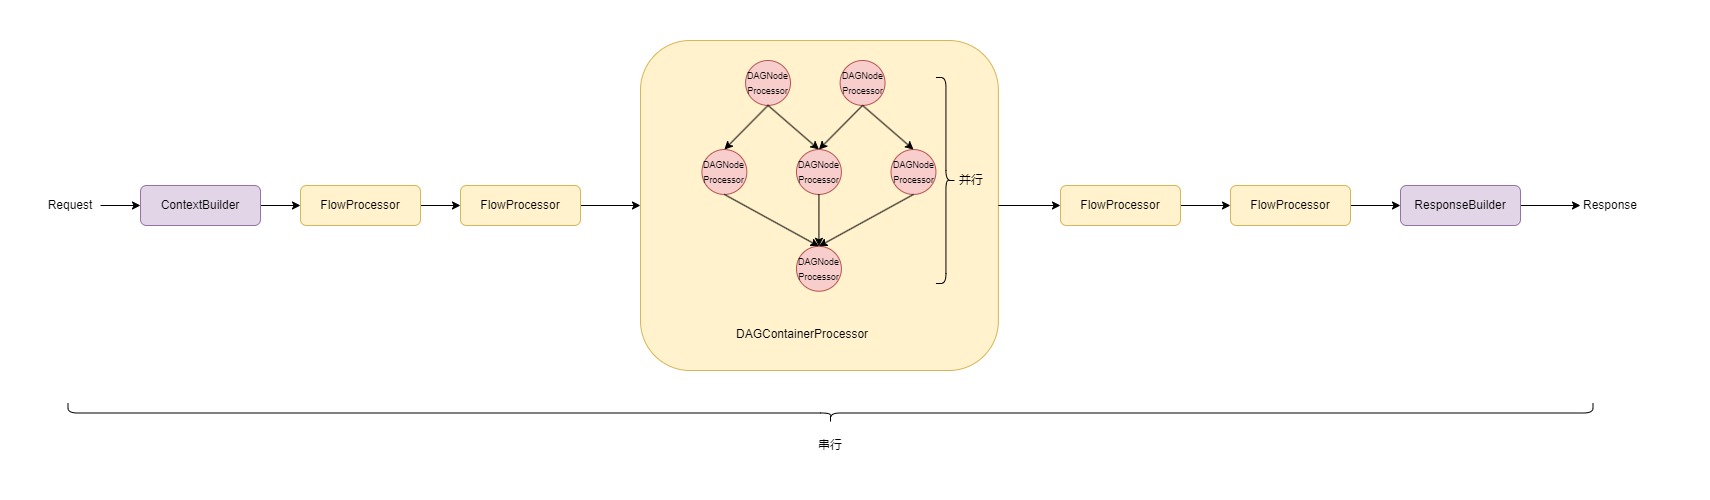 Request
ContextBuilder
FlowProcessor
FlowProcessor
DAGNode
Processor
DAGNode
Processor
DAGNode
Processor
DAGNode
Processor
DAGNode
Processor
DAGNode
Processor
并行
DAGContainerProcessor
FlowProcessor
FlowProcessor
ResponseBuilder
Response
串行